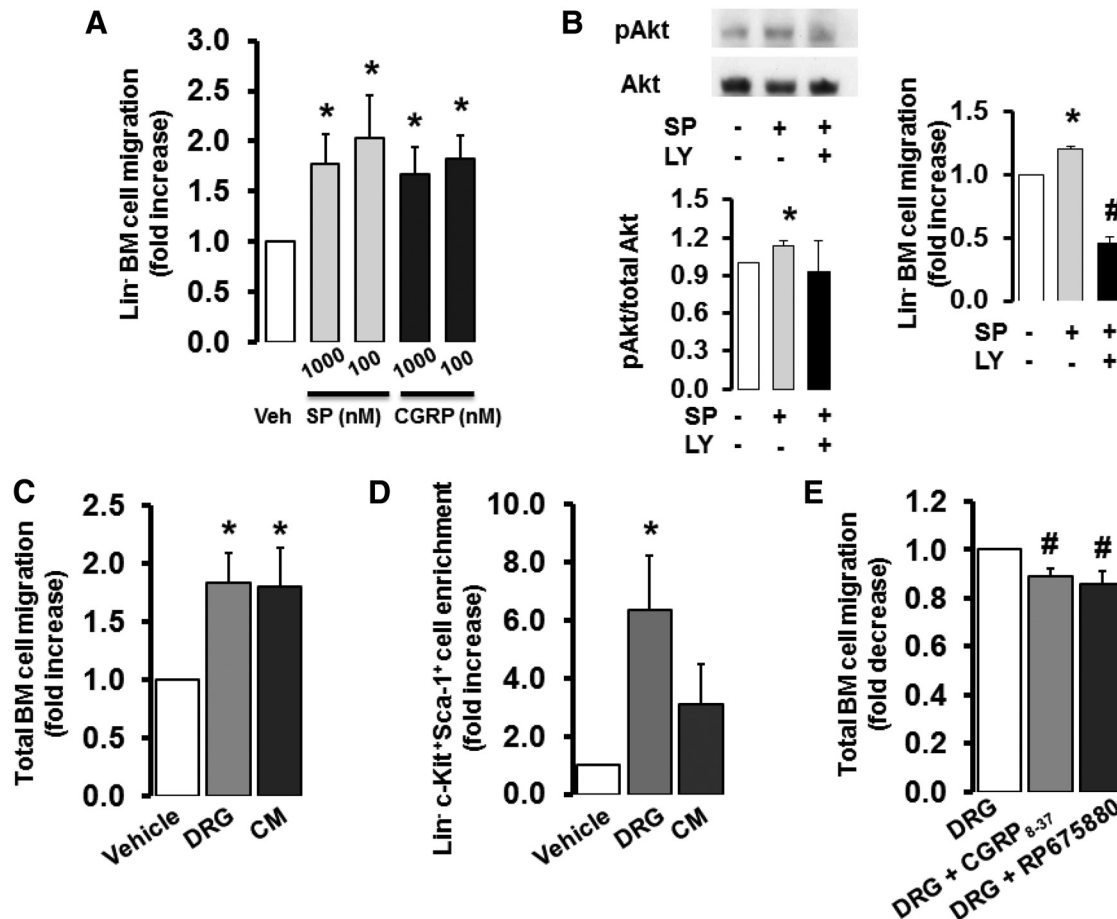 A
Lin⁻ BM cell migration
(fold increase)
3.0
2.5
2.0
1.5
1.0
0.5
0.0
* * * *
1000 100 1000 100
Veh SP (nM) CGRP (nM)
B
pAkt
Akt
SP - + +
LY - - +
pAkt/total Akt
1.5
1.2
0.9
0.6
0.3
0.0
*
SP - + +
LY - - +
Lin⁻ BM cell migration
(fold increase)
1.5
1.0
0.5
0.0
* #
SP - + +
LY - - +
C
Total BM cell migration
(fold increase)
2.5
2.0
1.5
1.0
0.5
0.0
* *
Vehicle DRG CM
D
Lin⁻ c-Kit⁺Sca-1⁺ cell enrichment
(fold increase)
10.0
8.0
6.0
4.0
2.0
0.0
*
Vehicle DRG CM
E
Total BM cell migration
(fold decrease)
1.2
1.0
0.8
0.6
0.4
0.2
0.0
# #
DRG
DRG + CGRP₈₋₃₇
DRG + RP675880